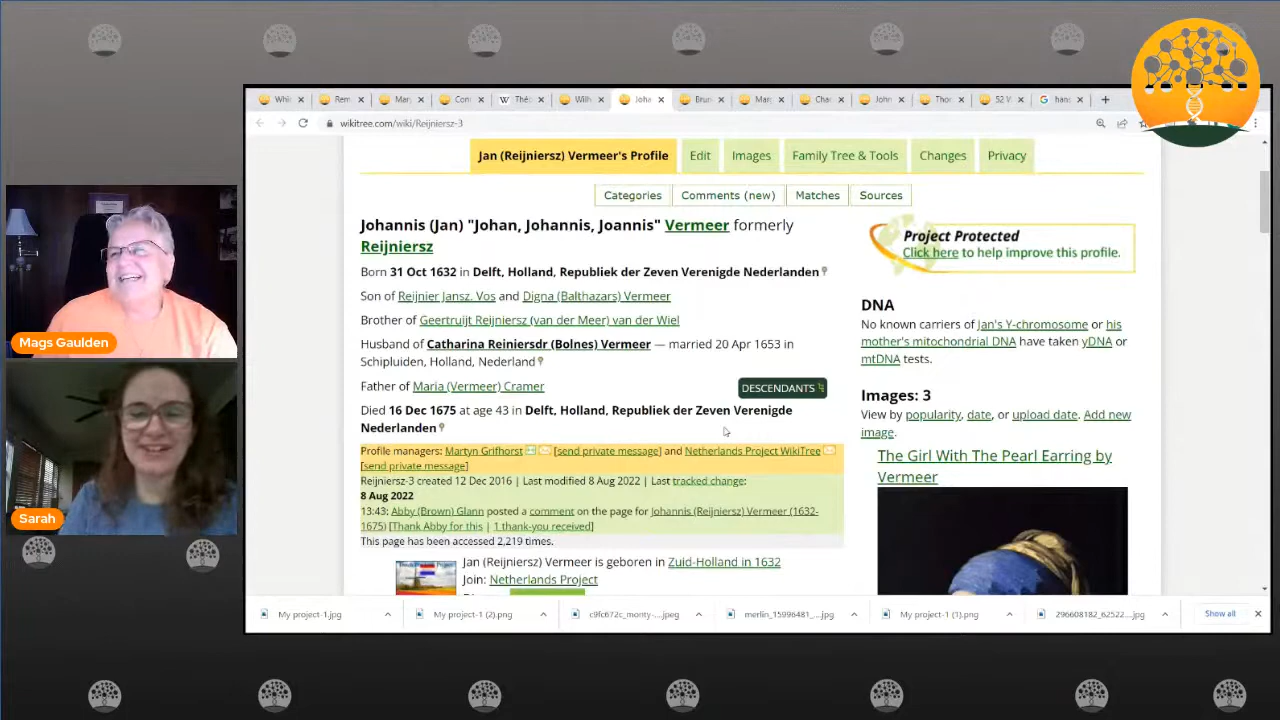 Joha
wikitree.com/wiki/Reijniersz-3
Jan (Reijniersz) Vermeer's Profile Edit Images Family Tree & Tools Changes Privacy
Categories Comments (new) Matches Sources
Johannis (Jan) "Johan, Johannis, Joannis" Vermeer formerly
Reijniersz
Born 31 Oct 1632 in Delft, Holland, Republiek der Zeven Verenigde Nederlanden
Son of Reijnier Jansz. Vos and Digna (Balthazars) Vermeer
Brother of Geertruijt Reijniersz (van der Meer) van der Wiel
Husband of Catharina Reiniersdr (Bolnes) Vermeer — married 20 Apr 1653 in
Schipluiden, Holland, Nederland
Father of Maria (Vermeer) Cramer
DESCENDANTS
Died 16 Dec 1675 at age 43 in Delft, Holland, Republiek der Zeven Verenigde
Nederlanden
Profile managers: Martyn Grifhorst [send private message] and Netherlands Project WikiTree
[send private message]
Reijniersz-3 created 12 Dec 2016 | Last modified 8 Aug 2022 | Last tracked change:
8 Aug 2022
13:43: Abby (Brown) Glann posted a comment on the page for Johannis (Reijniersz) Vermeer (1632-
1675) [Thank Abby for this | 1 thank-you received]
This page has been accessed 2,219 times.
Jan (Reijniersz) Vermeer is geboren in Zuid-Holland in 1632
Join: Netherlands Project
Project Protected
Click here to help improve this profile.
DNA
No known carriers of Jan's Y-chromosome or his
mother's mitochondrial DNA have taken yDNA or
mtDNA tests.
Images: 3
View by popularity, date, or upload date. Add new
image.
The Girl With The Pearl Earring by
Vermeer
Mags Gaulden
Sarah
My project-1.jpg My project-1 (2).png c9fc672c_monty-....jpeg merlin_15996481_...jpg My project-1 (1).png 296608182_62522...jpg Show all